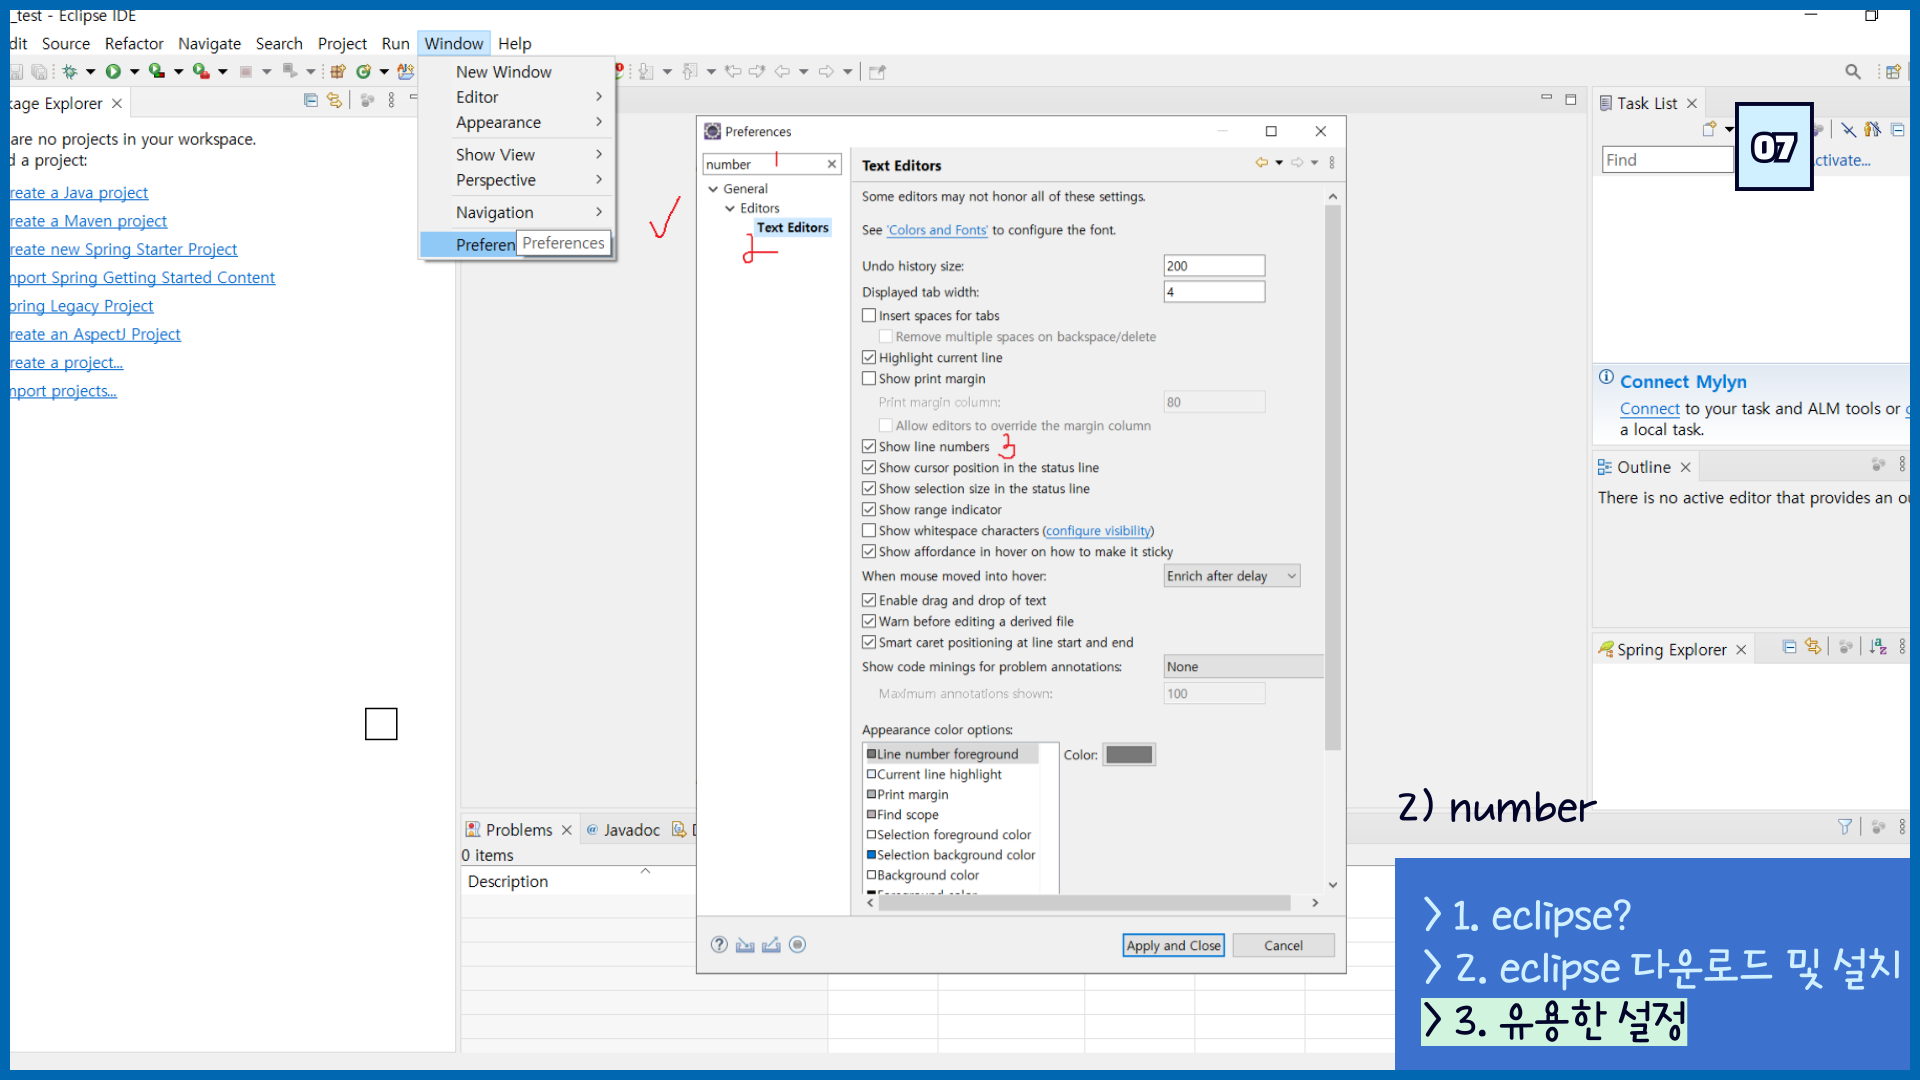 _test - Eclipse IDE
dit Source Refactor Navigate Search Project Run Window Help
New Window
Editor
Appearance
Show View
Perspective
Navigation
Preferen
Preferences
kage Explorer
are no projects in your workspace.
d a project:
reate a Java project
reate a Maven project
reate new Spring Starter Project
mport Spring Getting Started Content
pring Legacy Project
reate an AspectJ Project
reate a project...
mport projects...
Preferences
number
1
General
Editors
Text Editors
2
Text Editors
Some editors may not honor all of these settings.
See 'Colors and Fonts' to configure the font.
Undo history size: 200
Displayed tab width: 4
Insert spaces for tabs
Remove multiple spaces on backspace/delete
Highlight current line
Show print margin
Print margin column: 80
Allow editors to override the margin column
Show line numbers 3
Show cursor position in the status line
Show selection size in the status line
Show range indicator
Show whitespace characters (configure visibility)
Show affordance in hover on how to make it sticky
When mouse moved into hover: Enrich after delay
Enable drag and drop of text
Warn before editing a derived file
Smart caret positioning at line start and end
Show code minings for problem annotations: None
Maximum annotations shown: 100
Appearance color options:
Line number foreground
Color:
Current line highlight
Print margin
Find scope
Selection foreground color
Selection background color
Background color
Foreground color
Apply and Close
Cancel
Problems
@ Javadoc
D
0 items
Description
Task List
07
Find
ctivate...
Connect Mylyn
Connect to your task and ALM tools or c
a local task.
Outline
There is no active editor that provides an ou
Spring Explorer
2) number
> 1. eclipse?
> 2. eclipse 다운로드 및 설치
> 3. 유용한 설정